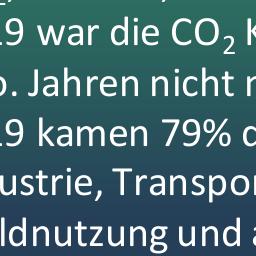 19 war die CO₂ K
o. Jahren nicht
19 kamen 79% d
ustrie, Transpor
ldnutzung und a